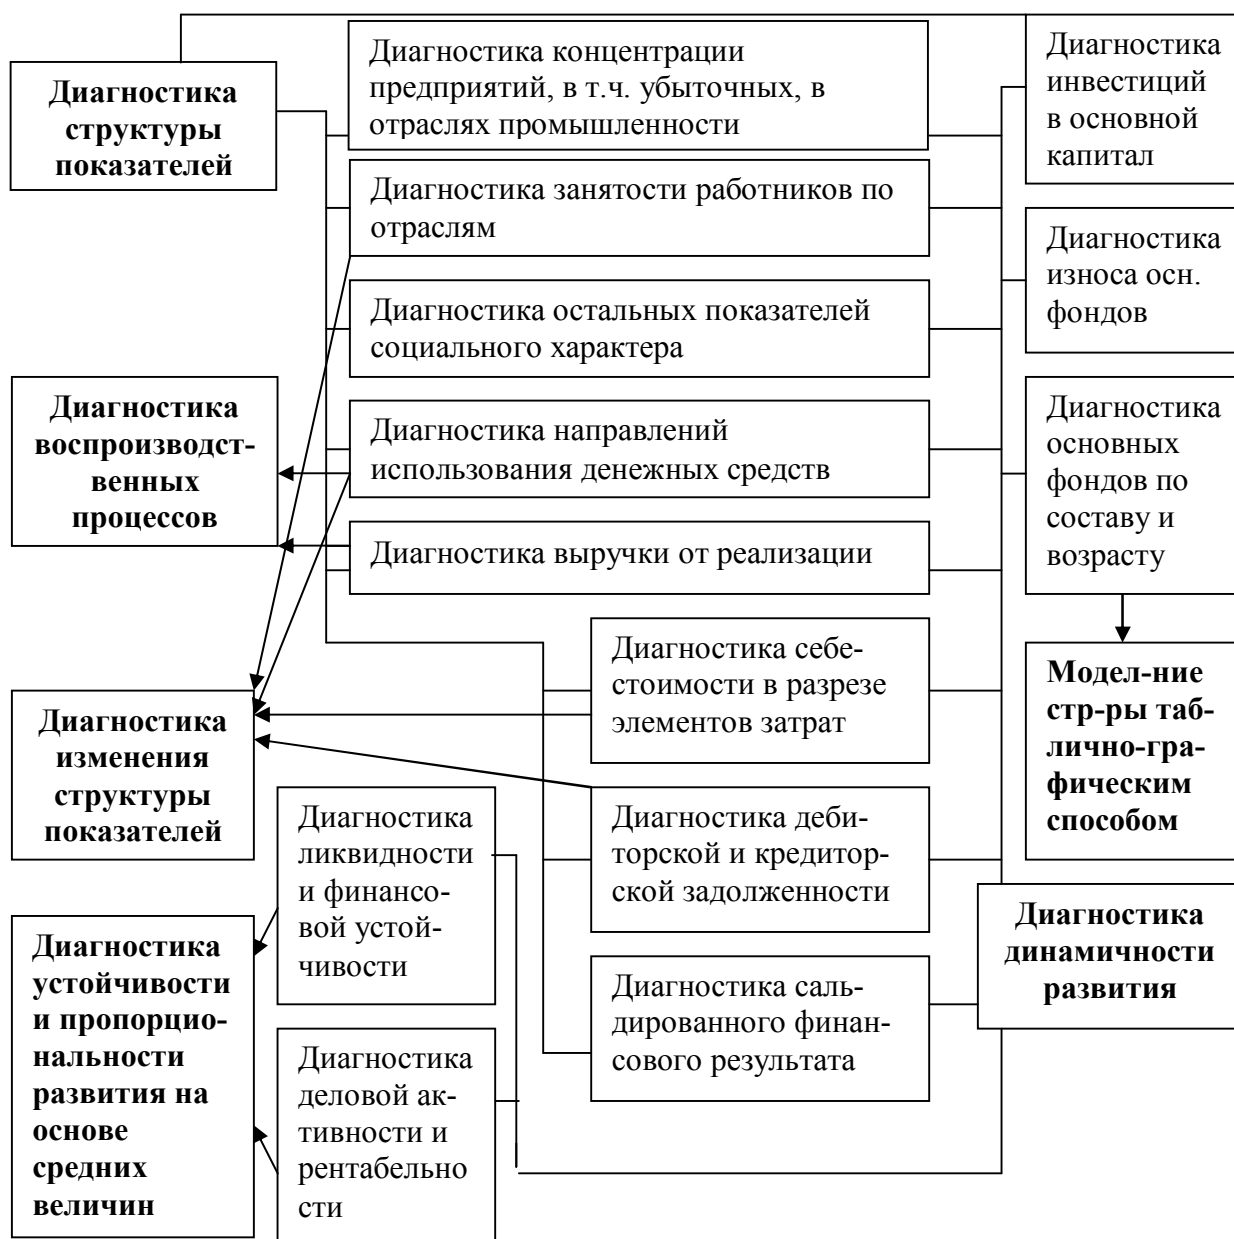 Диагностика
структуры
показателей
Диагностика концентрации
предприятий, в т.ч. убыточных, в
отраслях промышленности
Диагностика
инвестиций
в основной
капитал
Диагностика занятости работников по
отраслям
Диагностика
износа осн.
фондов
Диагностика остальных показателей
социального характера
Диагностика
воспроизводст-
венных
процессов
Диагностика направлений
использования денежных средств
Диагностика
основных
фондов по
составу и
возрасту
Диагностика выручки от реализации
Диагностика себе-
стоимости в разрезе
элементов затрат
Модел-ние
стр-ры таб-
лично-гра-
фическим
способом
Диагностика
изменения
структуры
показателей
Диагностика
ликвидности
и финансо-
вой устой-
чивости
Диагностика деби-
торской и кредитор-
ской задолженности
Диагностика
динамичности
развития
Диагностика
устойчивости
и пропорцио-
нальности
развития на
основе
средних
величин
Диагностика саль-
дированного финан-
сового результата
Диагностика
деловой ак-
тивности и
рентабельно
сти